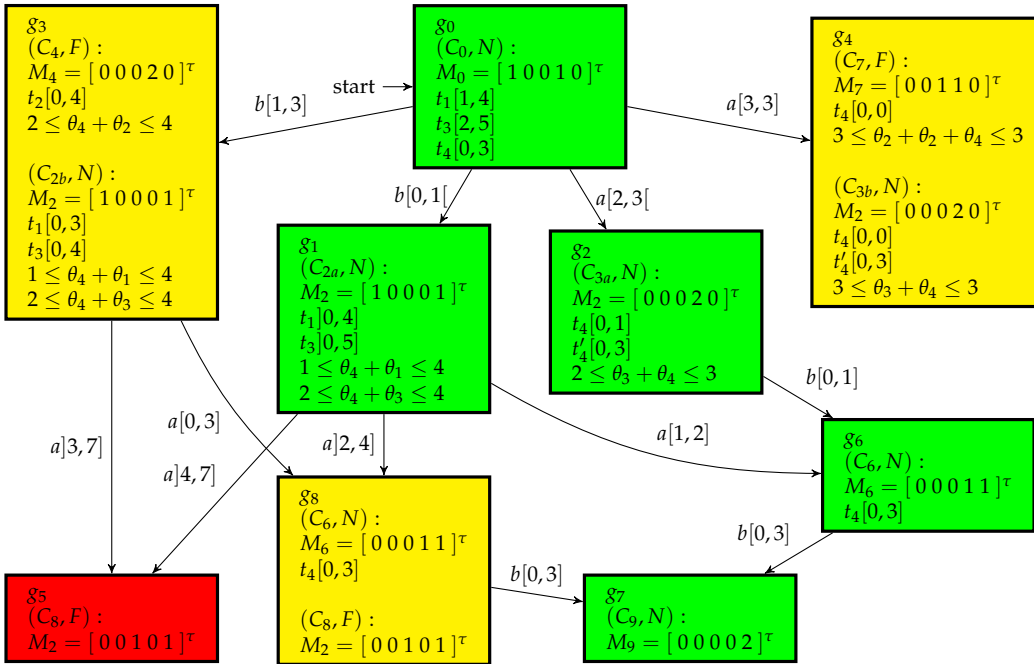 g₃
(C₄, F) :
M₄ = [ 0 0 0 2 0 ]^τ
t₂[0, 4]
2 ≤ θ₄ + θ₂ ≤ 4
(C₂b, N) :
M₂ = [ 1 0 0 0 1 ]^τ
t₁[0, 3]
t₃[0, 4]
1 ≤ θ₄ + θ₁ ≤ 4
2 ≤ θ₄ + θ₃ ≤ 4
b[1, 3]
start
g₀
(C₀, N) :
M₀ = [ 1 0 0 1 0 ]^τ
t₁[1, 4]
t₃[2, 5]
t₄[0, 3]
a[3, 3]
g₄
(C₇, F) :
M₇ = [ 0 0 1 1 0 ]^τ
t₄[0, 0]
3 ≤ θ₂ + θ₂ + θ₄ ≤ 3
(C₃b, N) :
M₂ = [ 0 0 0 2 0 ]^τ
t₄[0, 0]
t′₄[0, 3]
3 ≤ θ₃ + θ₄ ≤ 3
b[0, 1[
a[2, 3[
g₁
(C₂a, N) :
M₂ = [ 1 0 0 0 1 ]^τ
t₁]0, 4]
t₃]0, 5]
1 ≤ θ₄ + θ₁ ≤ 4
2 ≤ θ₄ + θ₃ ≤ 4
g₂
(C₃a, N) :
M₂ = [ 0 0 0 2 0 ]^τ
t₄[0, 1]
t′₄[0, 3]
2 ≤ θ₃ + θ₄ ≤ 3
b[0, 1]
a]3, 7]
a[0, 3]
a]4, 7]
a]2, 4]
a[1, 2]
g₆
(C₆, N) :
M₆ = [ 0 0 0 1 1 ]^τ
t₄[0, 3]
b[0, 3]
g₈
(C₆, N) :
M₆ = [ 0 0 0 1 1 ]^τ
t₄[0, 3]
(C₈, F) :
M₂ = [ 0 0 1 0 1 ]^τ
b[0, 3]
g₅
(C₈, F) :
M₂ = [ 0 0 1 0 1 ]^τ
g₇
(C₉, N) :
M₉ = [ 0 0 0 0 2 ]^τ